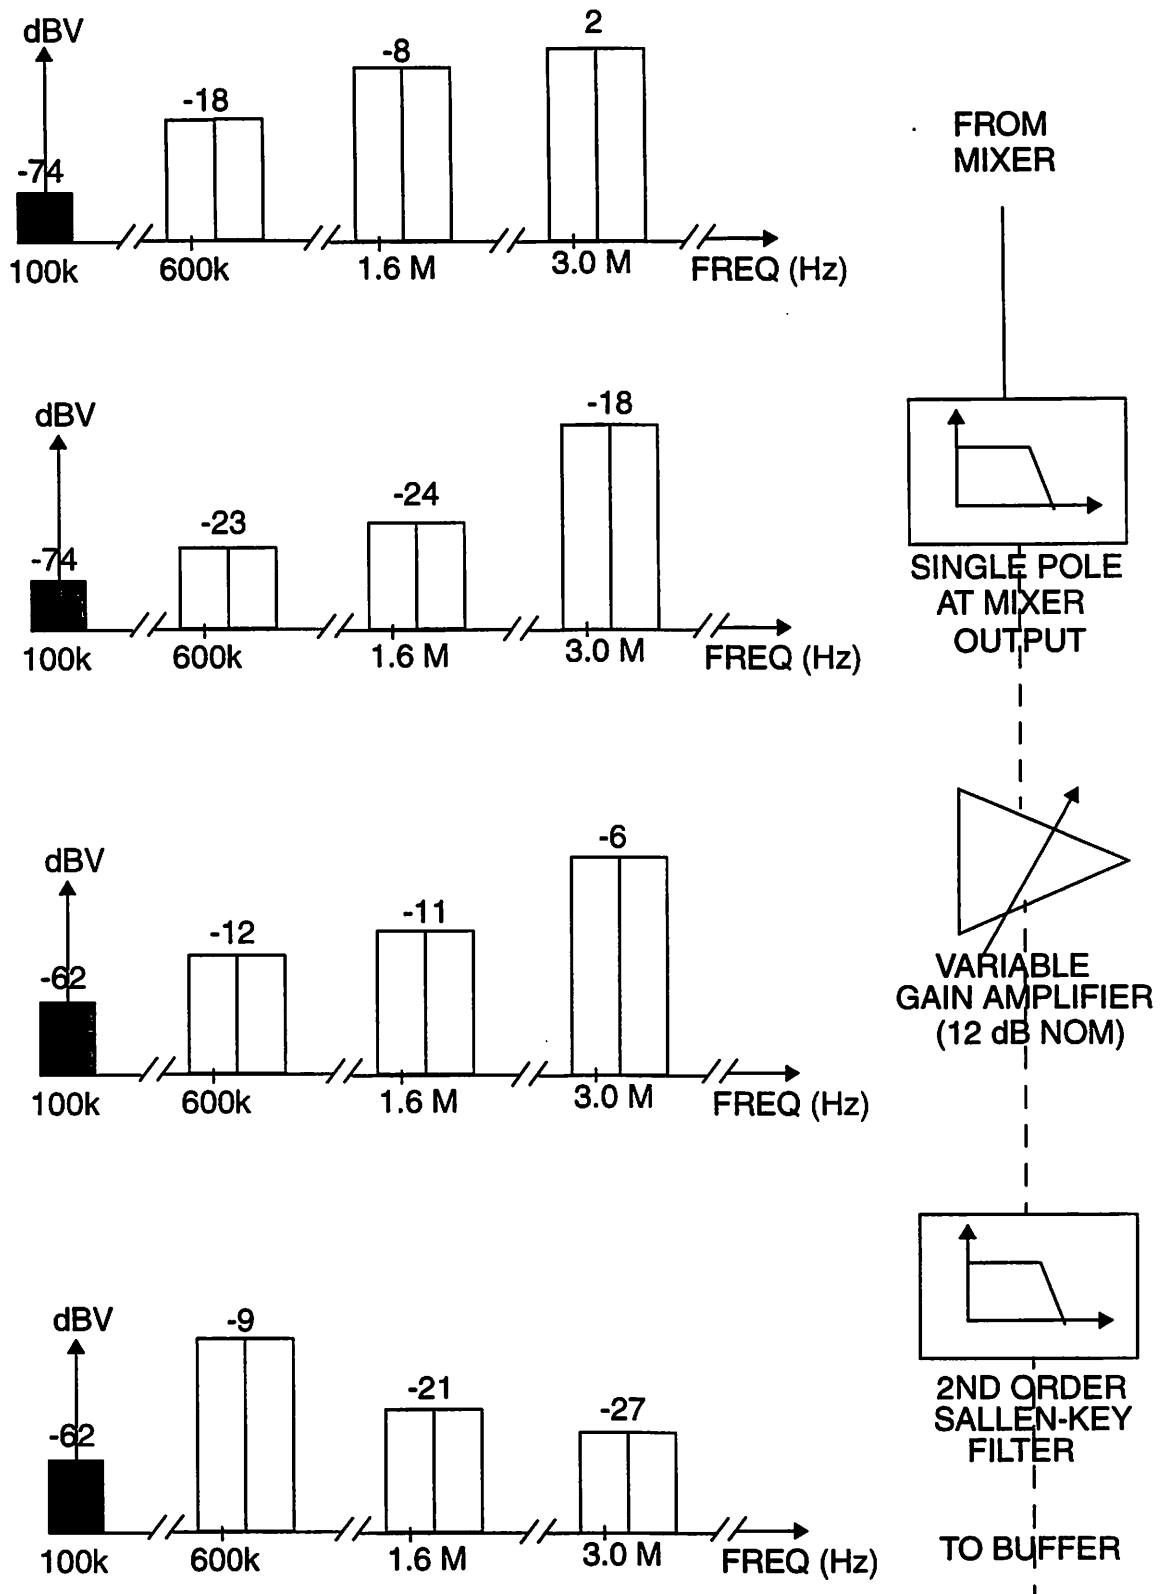 dBV
2
-8
-18
-74
100k
600k
1.6 M
3.0 M
FREQ (Hz)
FROM
MIXER
dBV
-18
-24
-23
-74
100k
600k
1.6 M
3.0 M
FREQ (Hz)
SINGLE POLE
AT MIXER
OUTPUT
dBV
-6
-11
-12
-62
100k
600k
1.6 M
3.0 M
FREQ (Hz)
VARIABLE
GAIN AMPLIFIER
(12 dB NOM)
dBV
-9
-21
-27
-62
100k
600k
1.6 M
3.0 M
FREQ (Hz)
2ND ORDER
SALLEN-KEY
FILTER
TO BUFFER